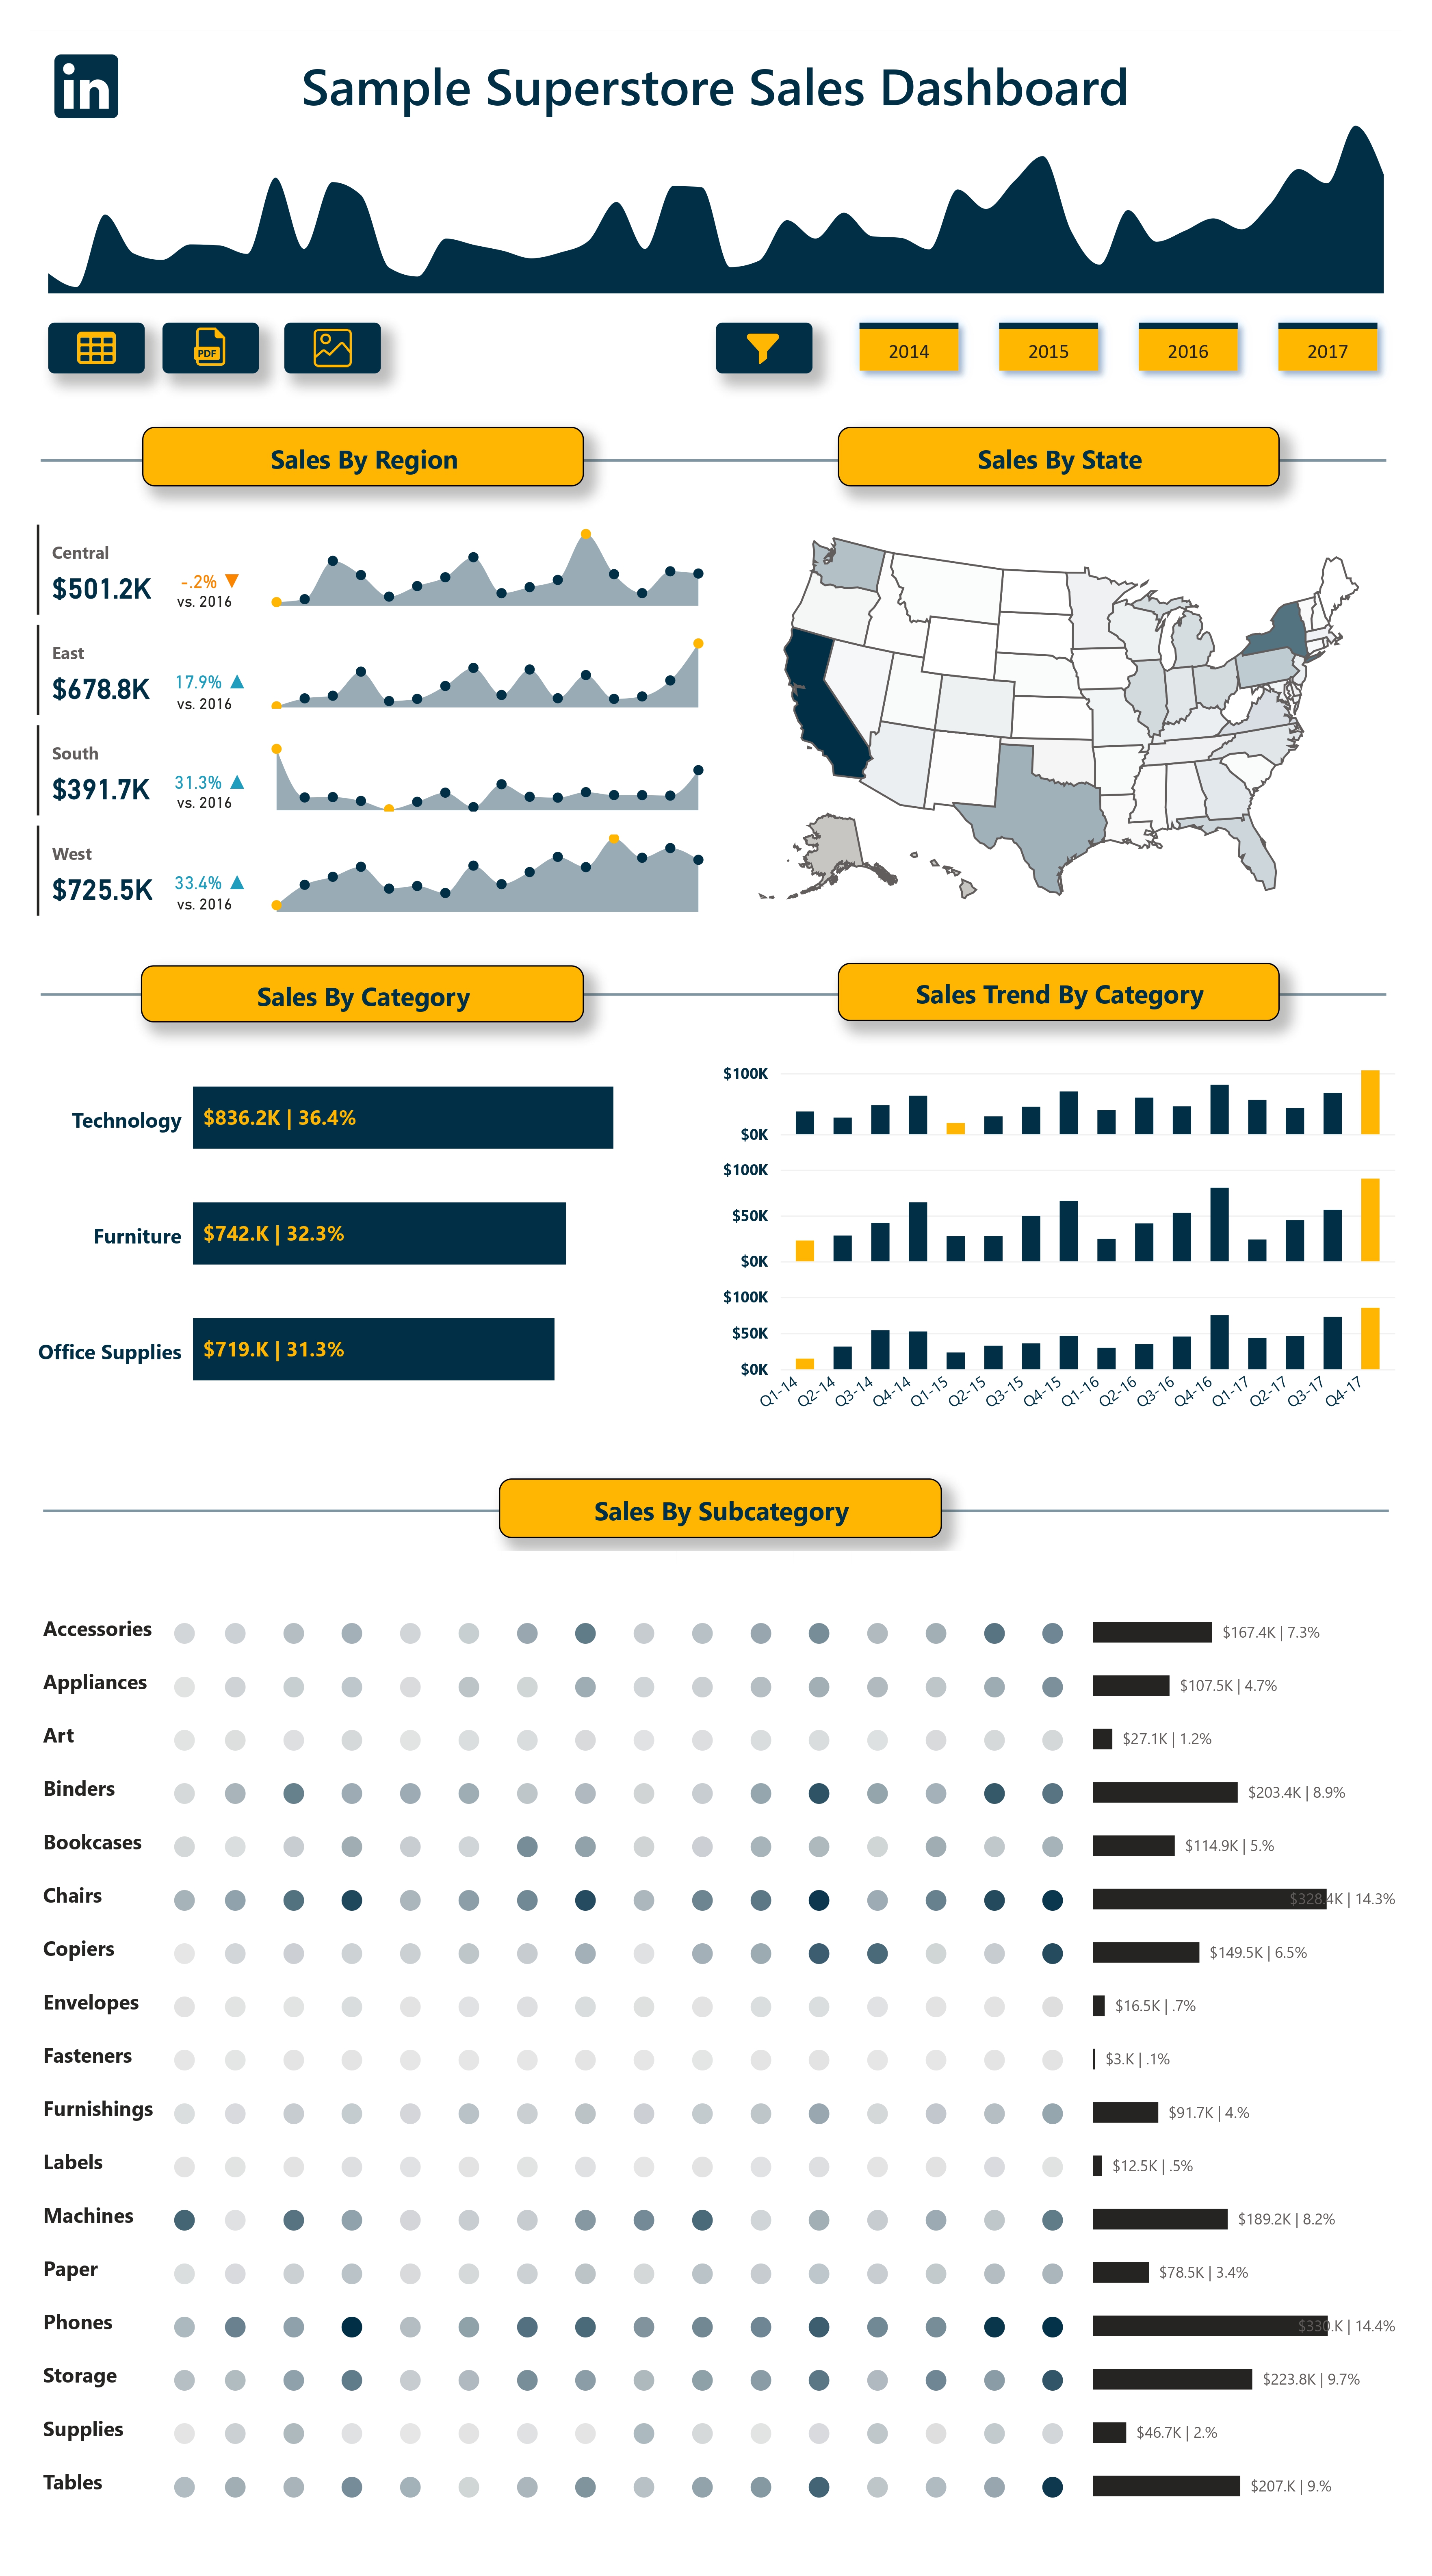 in
Sample Superstore Sales Dashboard
PDF
2014
2015
2016
2017
Sales By Region
Sales By State
Central
$501.2K
-.2% ▼
vs. 2016
East
$678.8K
17.9% ▲
vs. 2016
South
$391.7K
31.3% ▲
vs. 2016
West
$725.5K
33.4% ▲
vs. 2016
Sales By Category
Sales Trend By Category
Technology
$836.2K | 36.4%
Furniture
$742.K | 32.3%
Office Supplies
$719.K | 31.3%
$100K
$0K
$100K
$50K
$0K
$100K
$50K
$0K
Q1-14
Q2-14
Q3-14
Q4-14
Q1-15
Q2-15
Q3-15
Q4-15
Q1-16
Q2-16
Q3-16
Q4-16
Q1-17
Q2-17
Q3-17
Q4-17
Sales By Subcategory
Accessories
$167.4K | 7.3%
Appliances
$107.5K | 4.7%
Art
$27.1K | 1.2%
Binders
$203.4K | 8.9%
Bookcases
$114.9K | 5.%
Chairs
$328.4K | 14.3%
Copiers
$149.5K | 6.5%
Envelopes
$16.5K | .7%
Fasteners
$3.K | .1%
Furnishings
$91.7K | 4.%
Labels
$12.5K | .5%
Machines
$189.2K | 8.2%
Paper
$78.5K | 3.4%
Phones
$330.K | 14.4%
Storage
$223.8K | 9.7%
Supplies
$46.7K | 2.%
Tables
$207.K | 9.%